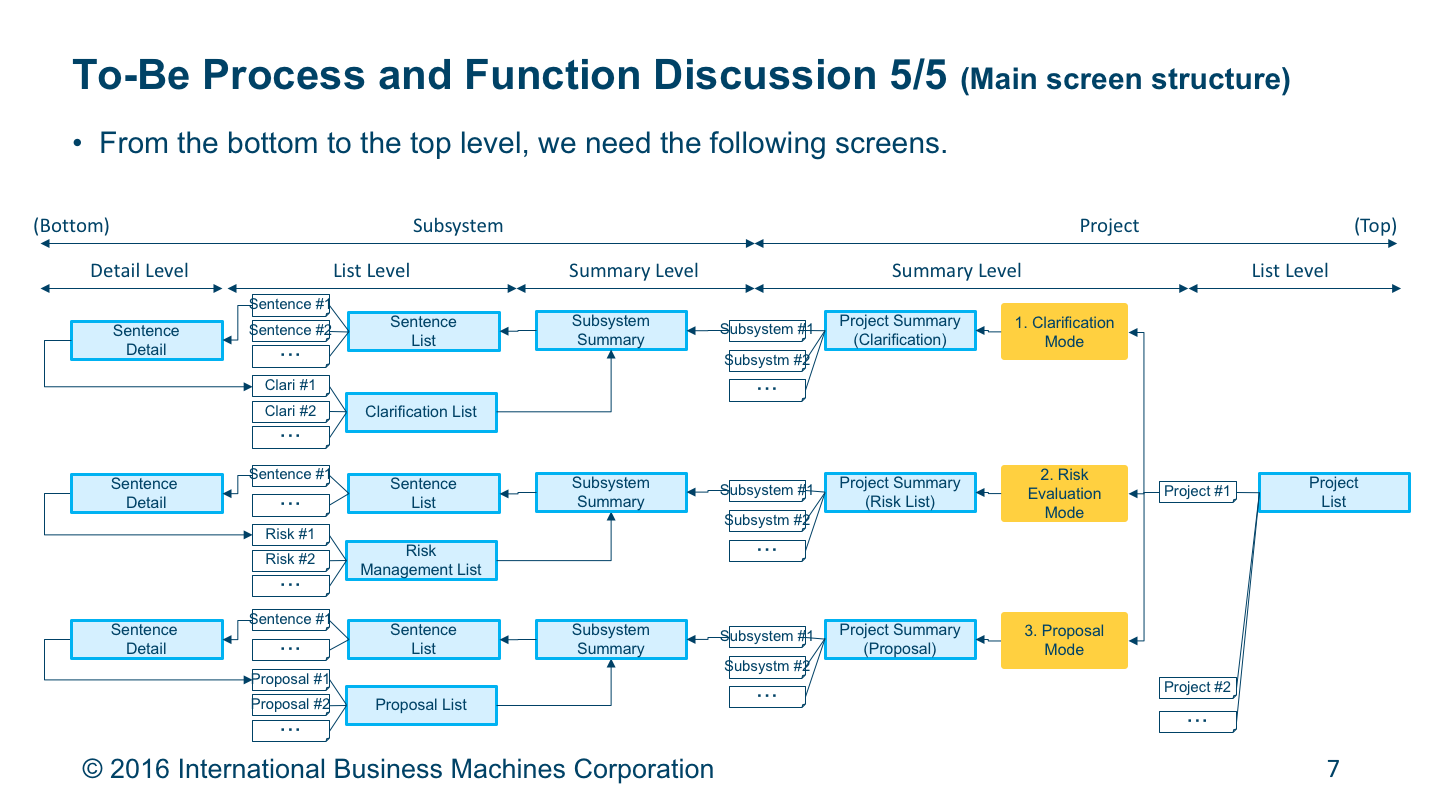 To-Be Process and Function Discussion 5/5 (Main screen structure)
• From the bottom to the top level, we need the following screens.
(Bottom)
Subsystem
Project
(Top)
Detail Level
List Level
Summary Level
Summary Level
List Level
Sentence
Detail
Sentence #1
Sentence #2
...
Sentence
List
Subsystem
Summary
Subsystem #1
Subsystm #2
...
Project Summary
(Clarification)
1. Clarification
Mode
Clari #1
Clari #2
...
Clarification List
Sentence
Detail
Sentence #1
...
Sentence
List
Subsystem
Summary
Subsystem #1
Subsystm #2
...
Project Summary
(Risk List)
2. Risk
Evaluation
Mode
Project #1
Project
List
Risk #1
Risk #2
...
Risk
Management List
Sentence
Detail
Sentence #1
...
Sentence
List
Subsystem
Summary
Subsystem #1
Subsystm #2
...
Project Summary
(Proposal)
3. Proposal
Mode
Project #2
...
Proposal #1
Proposal #2
...
Proposal List
© 2016 International Business Machines Corporation
7